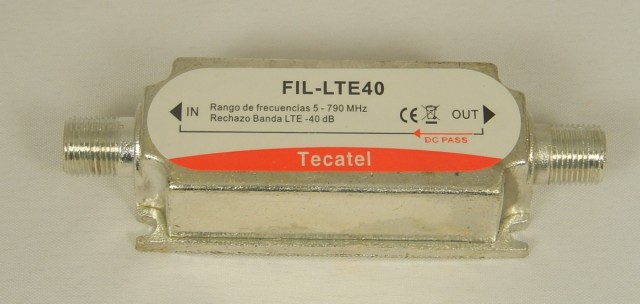 FIL-LTE40
IN
Rango de frecuencias 5 - 790 MHz
Rechazo Banda LTE -40 dB
CE
OUT
DC PASS
Tecatel